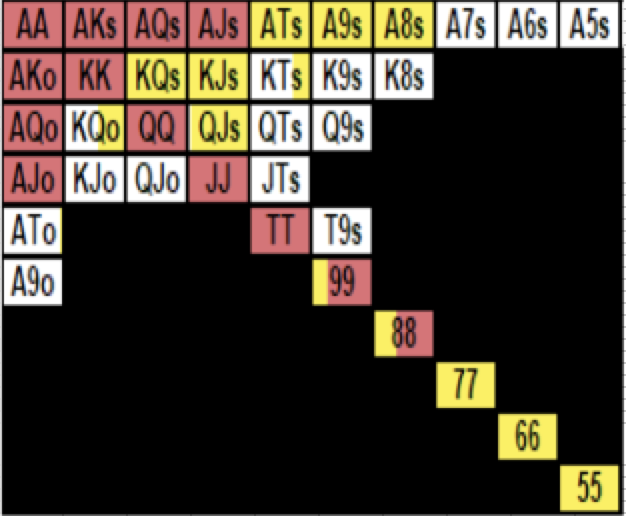 AA AKs AQs AJs ATs A9s A8s A7s A6s A5s
AKo KK KQs KJs KTs K9s K8s
AQo KQo QQ QJs QTs Q9s
AJo KJo QJo JJ JTs
ATo TT T9s
A9o 99
88
77
66
55